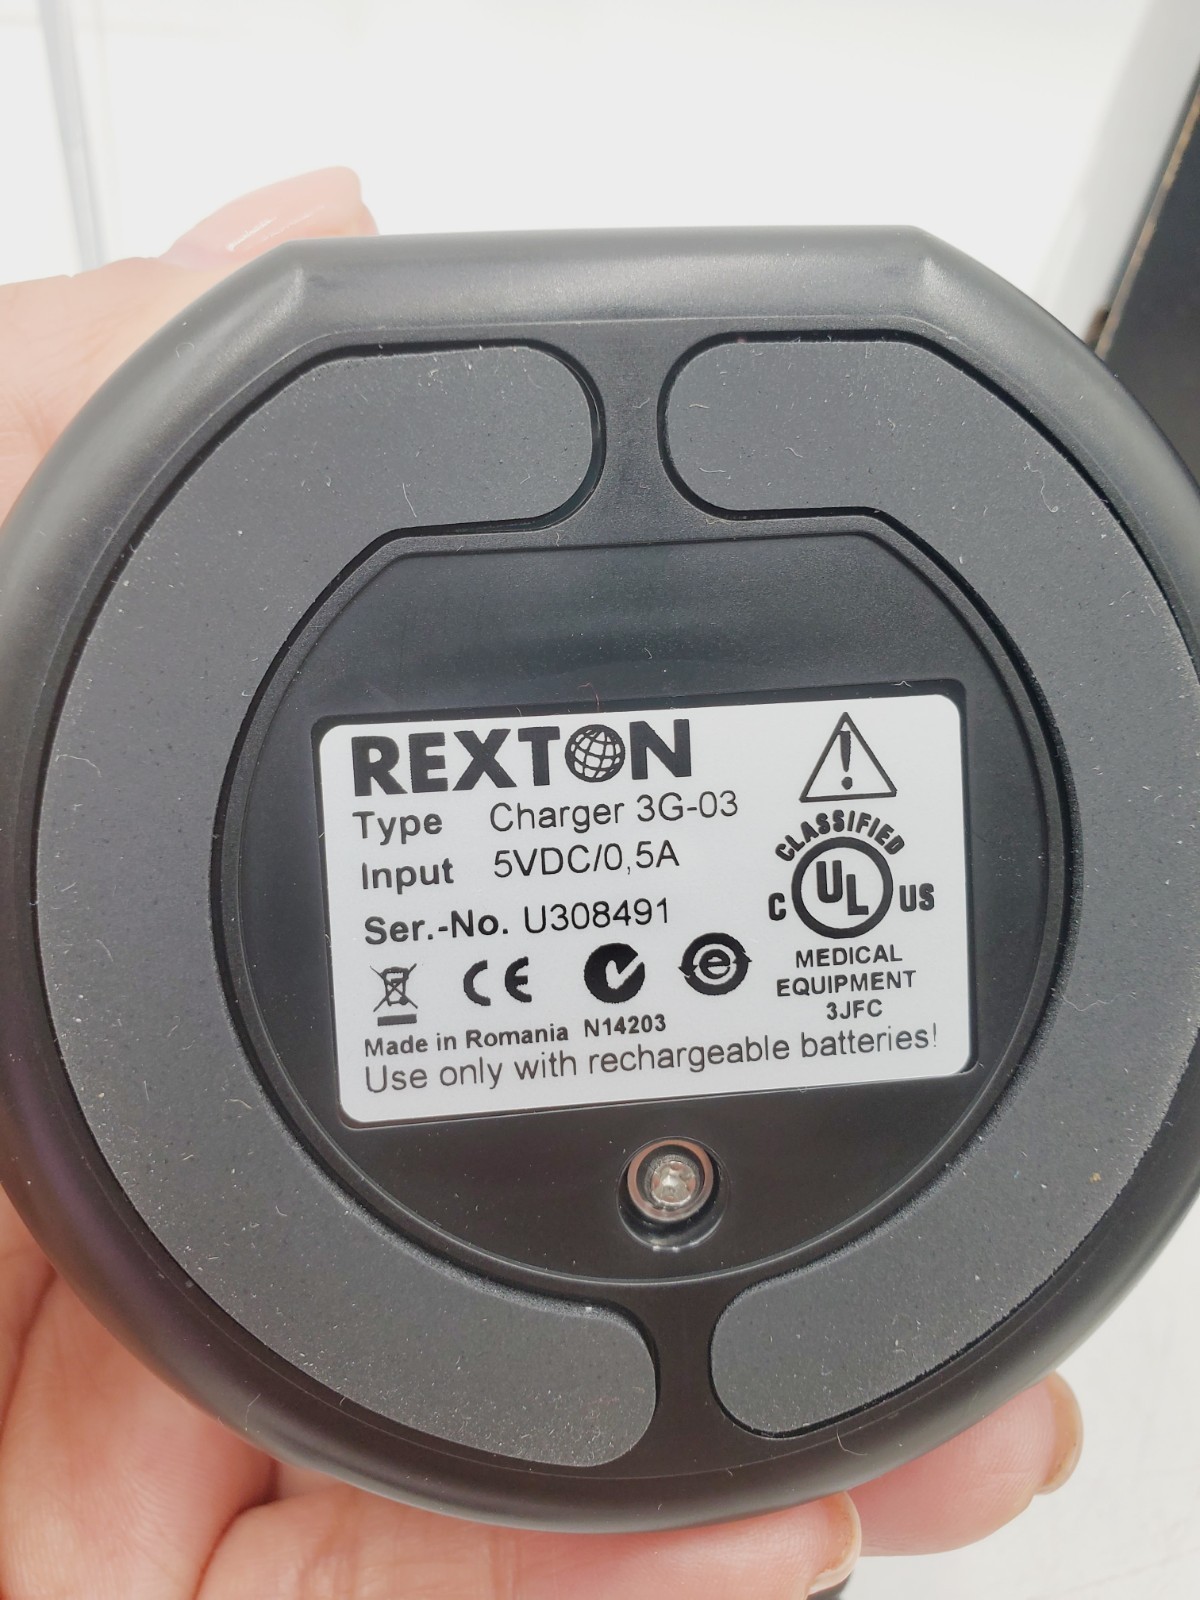 REXTON
Type Charger 3G-03
Input 5VDC/0,5A
Ser.-No. U308491
CE
Made in Romania N14203
Use only with rechargeable batteries!
!
CLASSIFIED
C UL US
MEDICAL
EQUIPMENT
3JFC
e